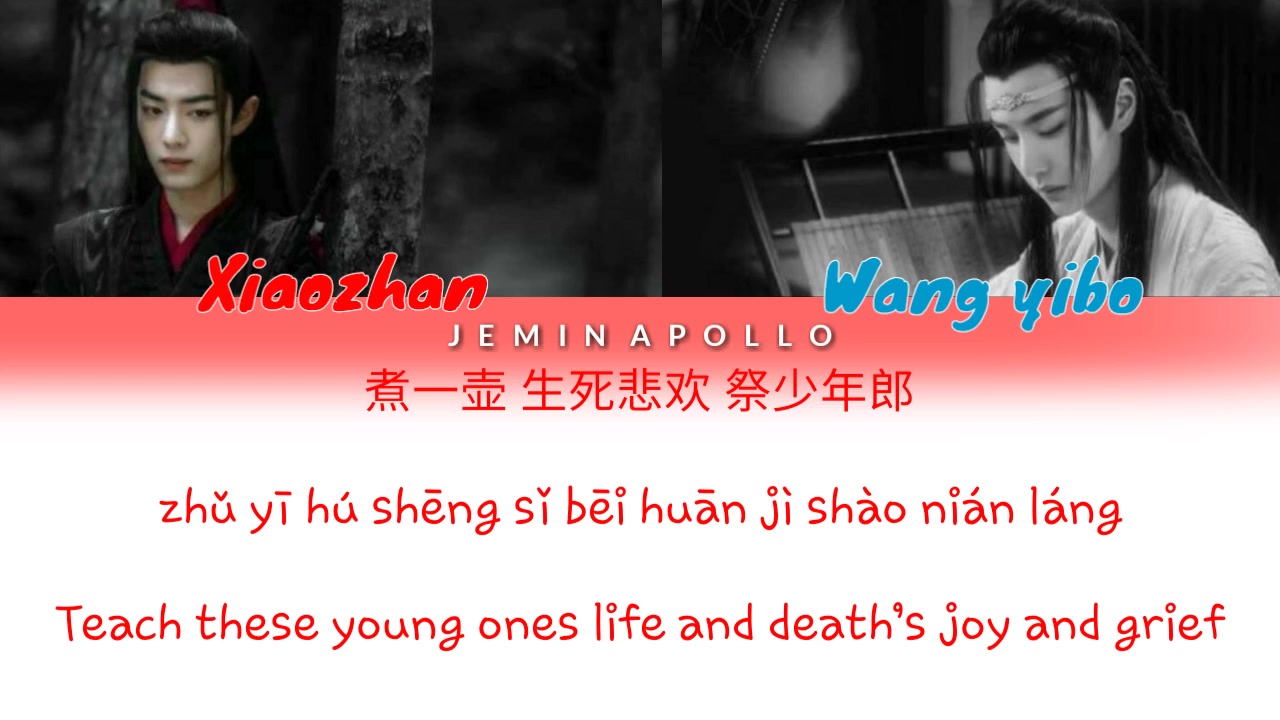 Xiaozhan
Wang yibo
JEMIN APOLLO
煮一壶 生死悲欢 祭少年郎
zhǔ yī hú shēng sǐ bēi huān jì shào nián láng
Teach these young ones life and death's joy and grief